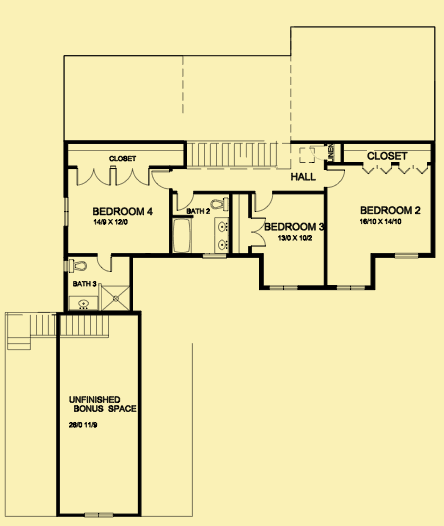 LINEN
CLOSET
CLOSET
HALL
BEDROOM 4
14/9 X 12/0
BATH 2
BEDROOM 3
13/0 X 10/2
BEDROOM 2
16/10 X 14/10
BATH 3
UNFINISHED
BONUS SPACE
28/0 11/9